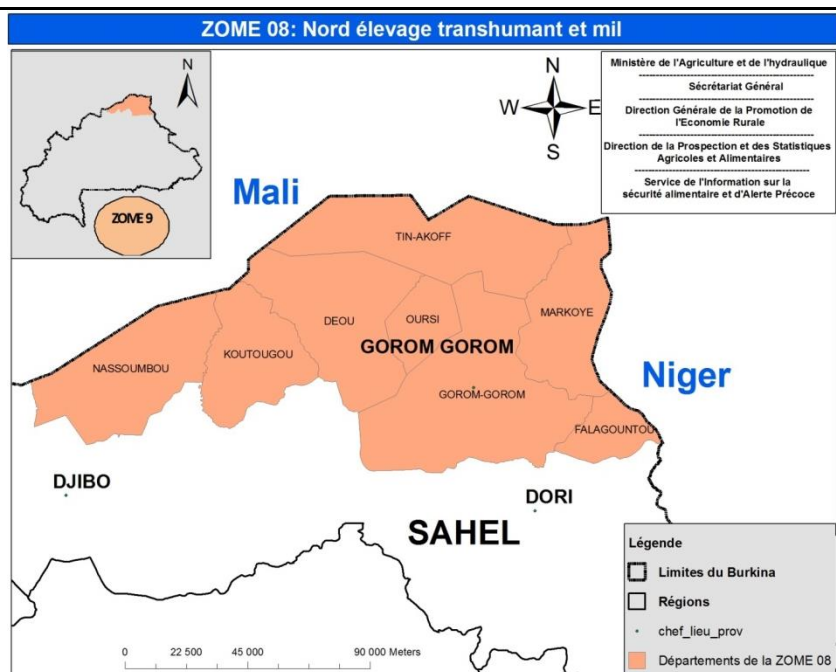 ZOME 08: Nord élevage transhumant et mil
N
ZOME 9
N
W
E
S
Ministère de l'Agriculture et de l'hydraulique
Sécrétariat Général
Direction Générale de la Promotion de
l'Economie Rurale
Direction de la Prospection et des Statistiques
Agricoles et Alimentaires
Service de l'Information sur la
sécurité alimentaire et d'Alerte Précoce
Mali
TIN-AKOFF
MARKOYE
DEOU
OURSI
GOROM GOROM
KOUTOUGOU
NASSOUMBOU
Niger
GOROM-GOROM
FALAGOUNTOU
DJIBO
DORI
SAHEL
Légende
Limites du Burkina
Régions
chef_lieu_prov
Départements de la ZOME 08
0 22 500 45 000 90 000 Meters